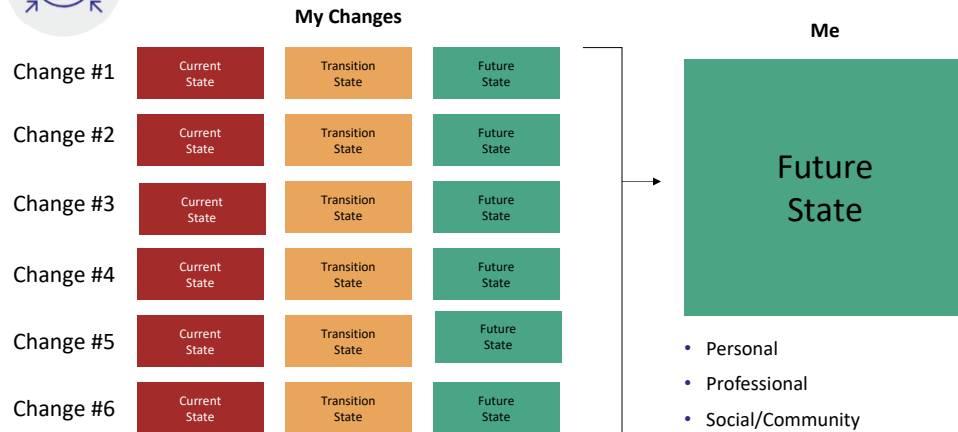 My Changes
Me
Change #1
Current
State
Transition
State
Future
State
Change #2
Current
State
Transition
State
Future
State
Change #3
Current
State
Transition
State
Future
State
Change #4
Current
State
Transition
State
Future
State
Change #5
Current
State
Transition
State
Future
State
Change #6
Current
State
Transition
State
Future
State
Future
State
• Personal
• Professional
• Social/Community